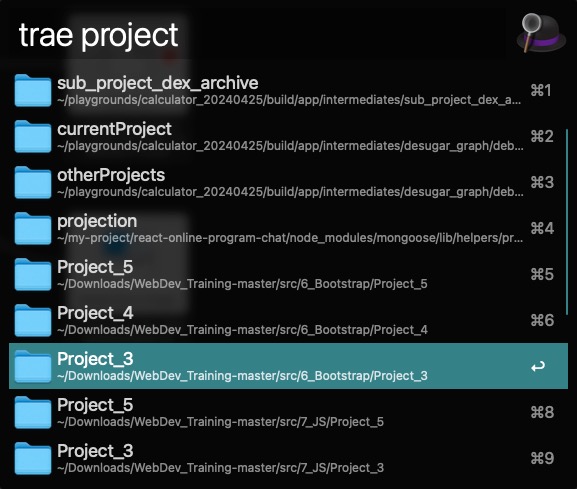 trae project
sub_project_dex_archive
⌘1
~/playgrounds/calculator_20240425/build/app/intermediates/sub_project_dex_a...
currentProject
⌘2
~/playgrounds/calculator_20240425/build/app/intermediates/desugar_graph/deb...
otherProjects
⌘3
~/playgrounds/calculator_20240425/build/app/intermediates/desugar_graph/deb...
projection
⌘4
~/my-project/react-online-program-chat/node_modules/mongoose/lib/helpers/pr...
Project_5
⌘5
~/Downloads/WebDev_Training-master/src/6_Bootstrap/Project_5
Project_4
⌘6
~/Downloads/WebDev_Training-master/src/6_Bootstrap/Project_4
Project_3
↩
~/Downloads/WebDev_Training-master/src/6_Bootstrap/Project_3
Project_5
⌘8
~/Downloads/WebDev_Training-master/src/7_JS/Project_5
Project_3
⌘9
~/Downloads/WebDev_Training-master/src/7_JS/Project_3